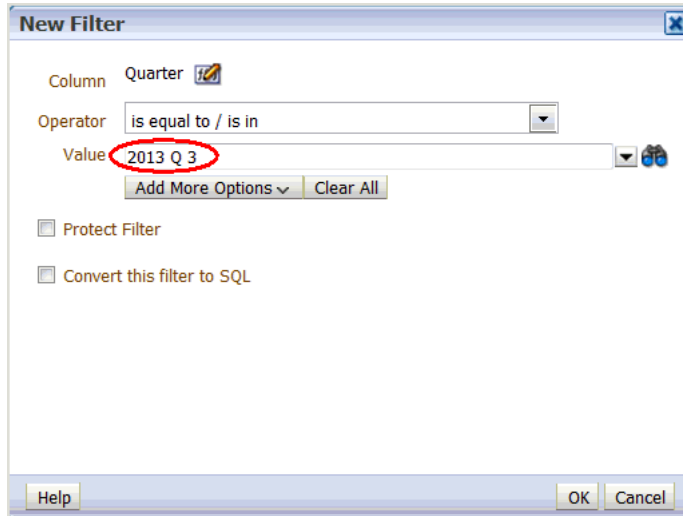 New Filter
Column Quarter
Operator is equal to / is in
Value 2013 Q 3
Add More Options Clear All
Protect Filter
Convert this filter to SQL
Help OK Cancel